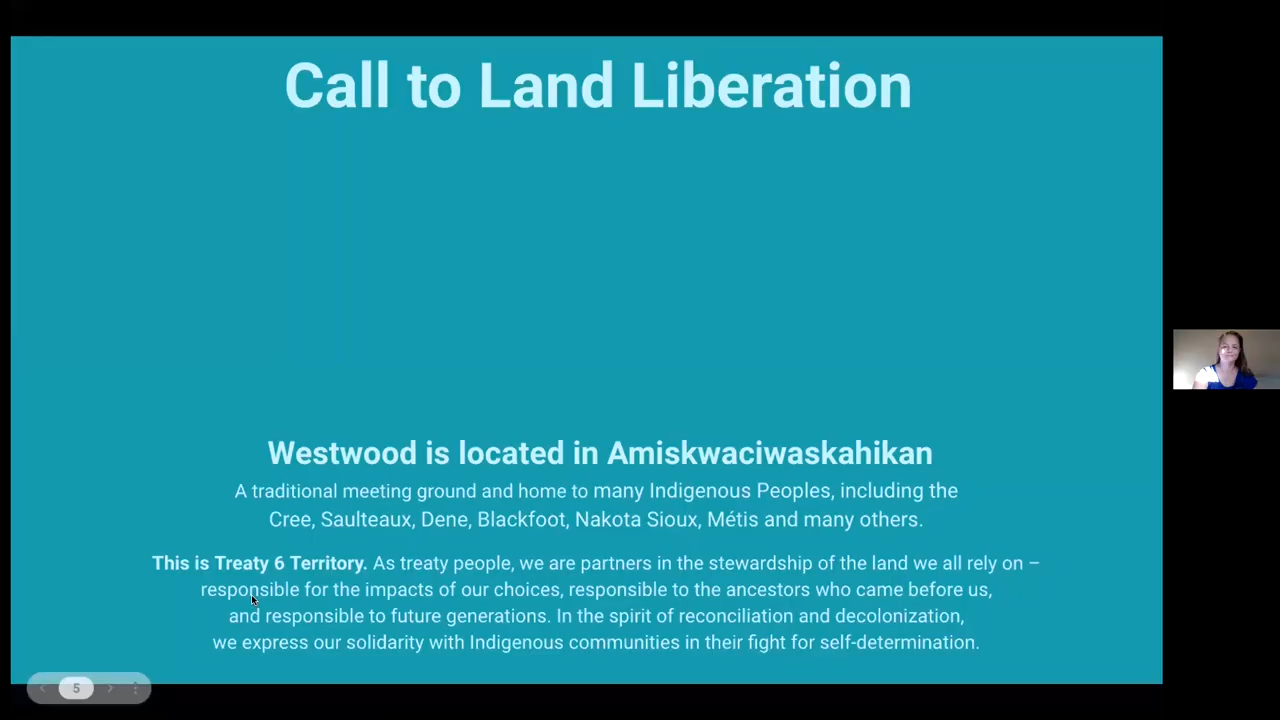 Call to Land Liberation
Westwood is located in Amiskwaciwaskahikan
A traditional meeting ground and home to many Indigenous Peoples, including the
Cree, Saulteaux, Dene, Blackfoot, Nakota Sioux, Métis and many others.
This is Treaty 6 Territory. As treaty people, we are partners in the stewardship of the land we all rely on –
responsible for the impacts of our choices, responsible to the ancestors who came before us,
and responsible to future generations. In the spirit of reconciliation and decolonization,
we express our solidarity with Indigenous communities in their fight for self-determination.
5